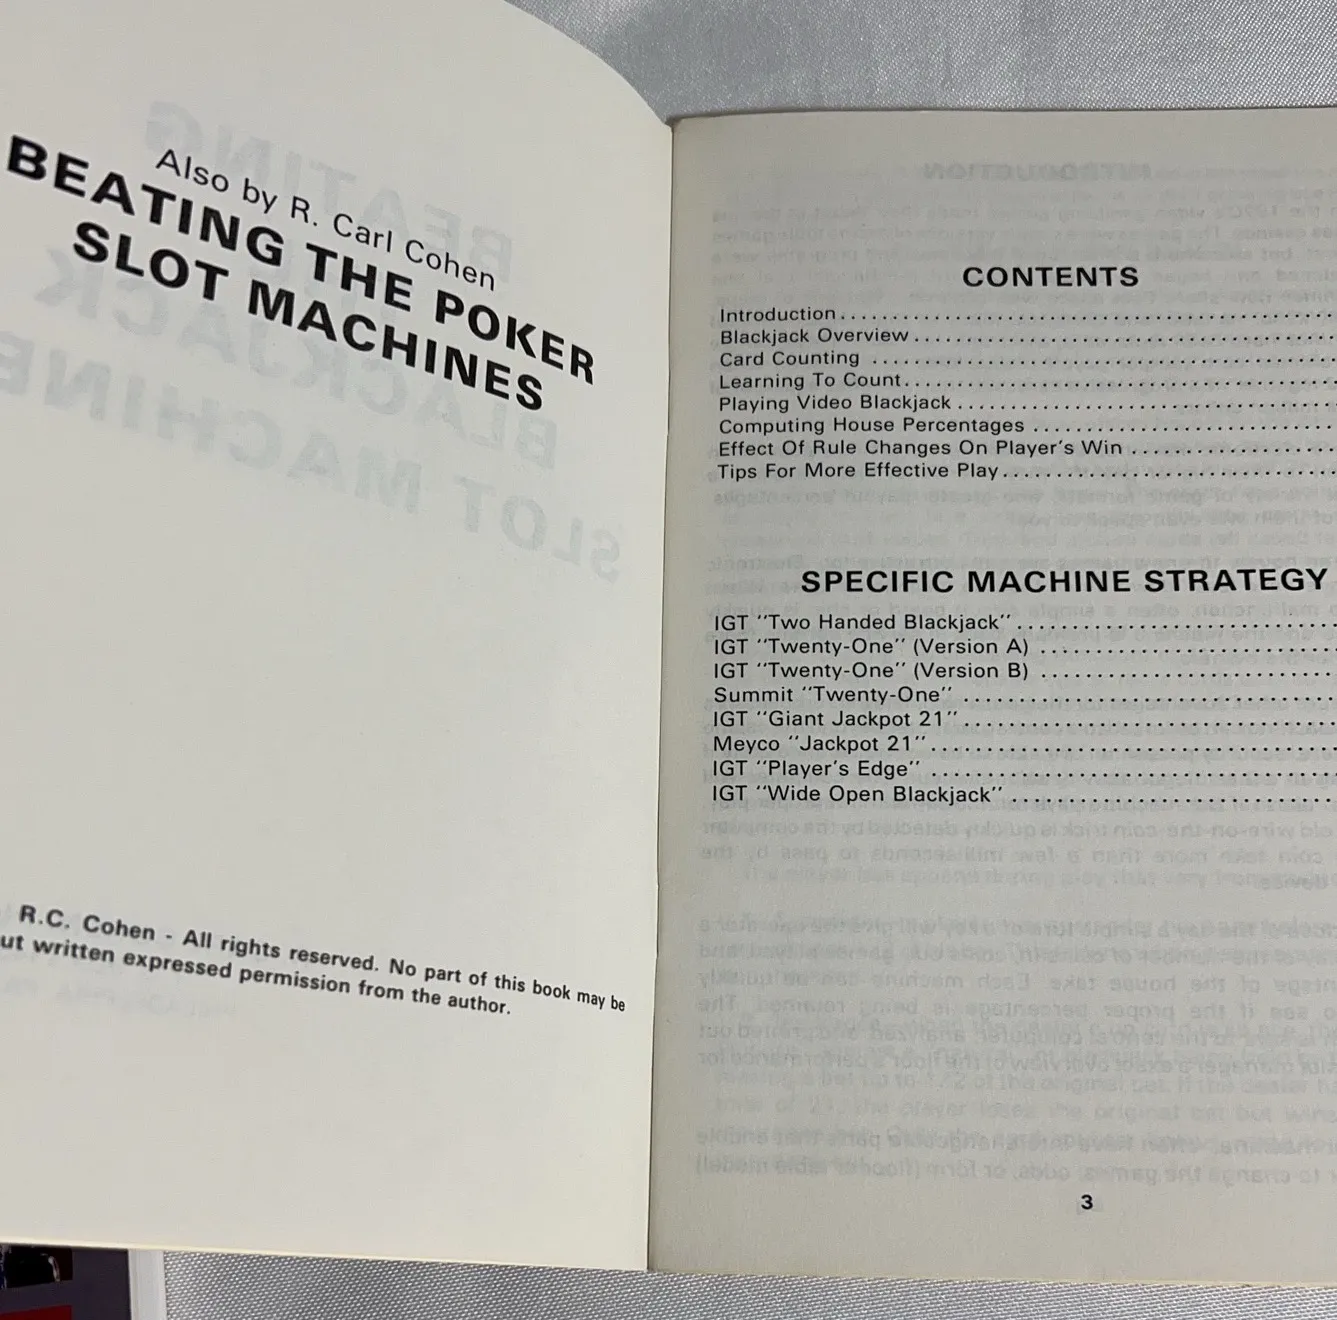 Also by R. Carl Cohen
BEATING THE POKER
SLOT MACHINES
R.C. Cohen - All rights reserved. No part of this book may be
ut written expressed permission from the author.
CONTENTS
Introduction
Blackjack Overview
Card Counting
Learning To Count
Playing Video Blackjack
Computing House Percentages
Effect Of Rule Changes On Player's Win
Tips For More Effective Play
SPECIFIC MACHINE STRATEGY
IGT "Two Handed Blackjack"
IGT "Twenty-One" (Version A)
IGT "Twenty-One" (Version B)
Summit "Twenty-One"
IGT "Giant Jackpot 21"
Meyco "Jackpot 21"
IGT "Player's Edge"
IGT "Wide Open Blackjack"
3